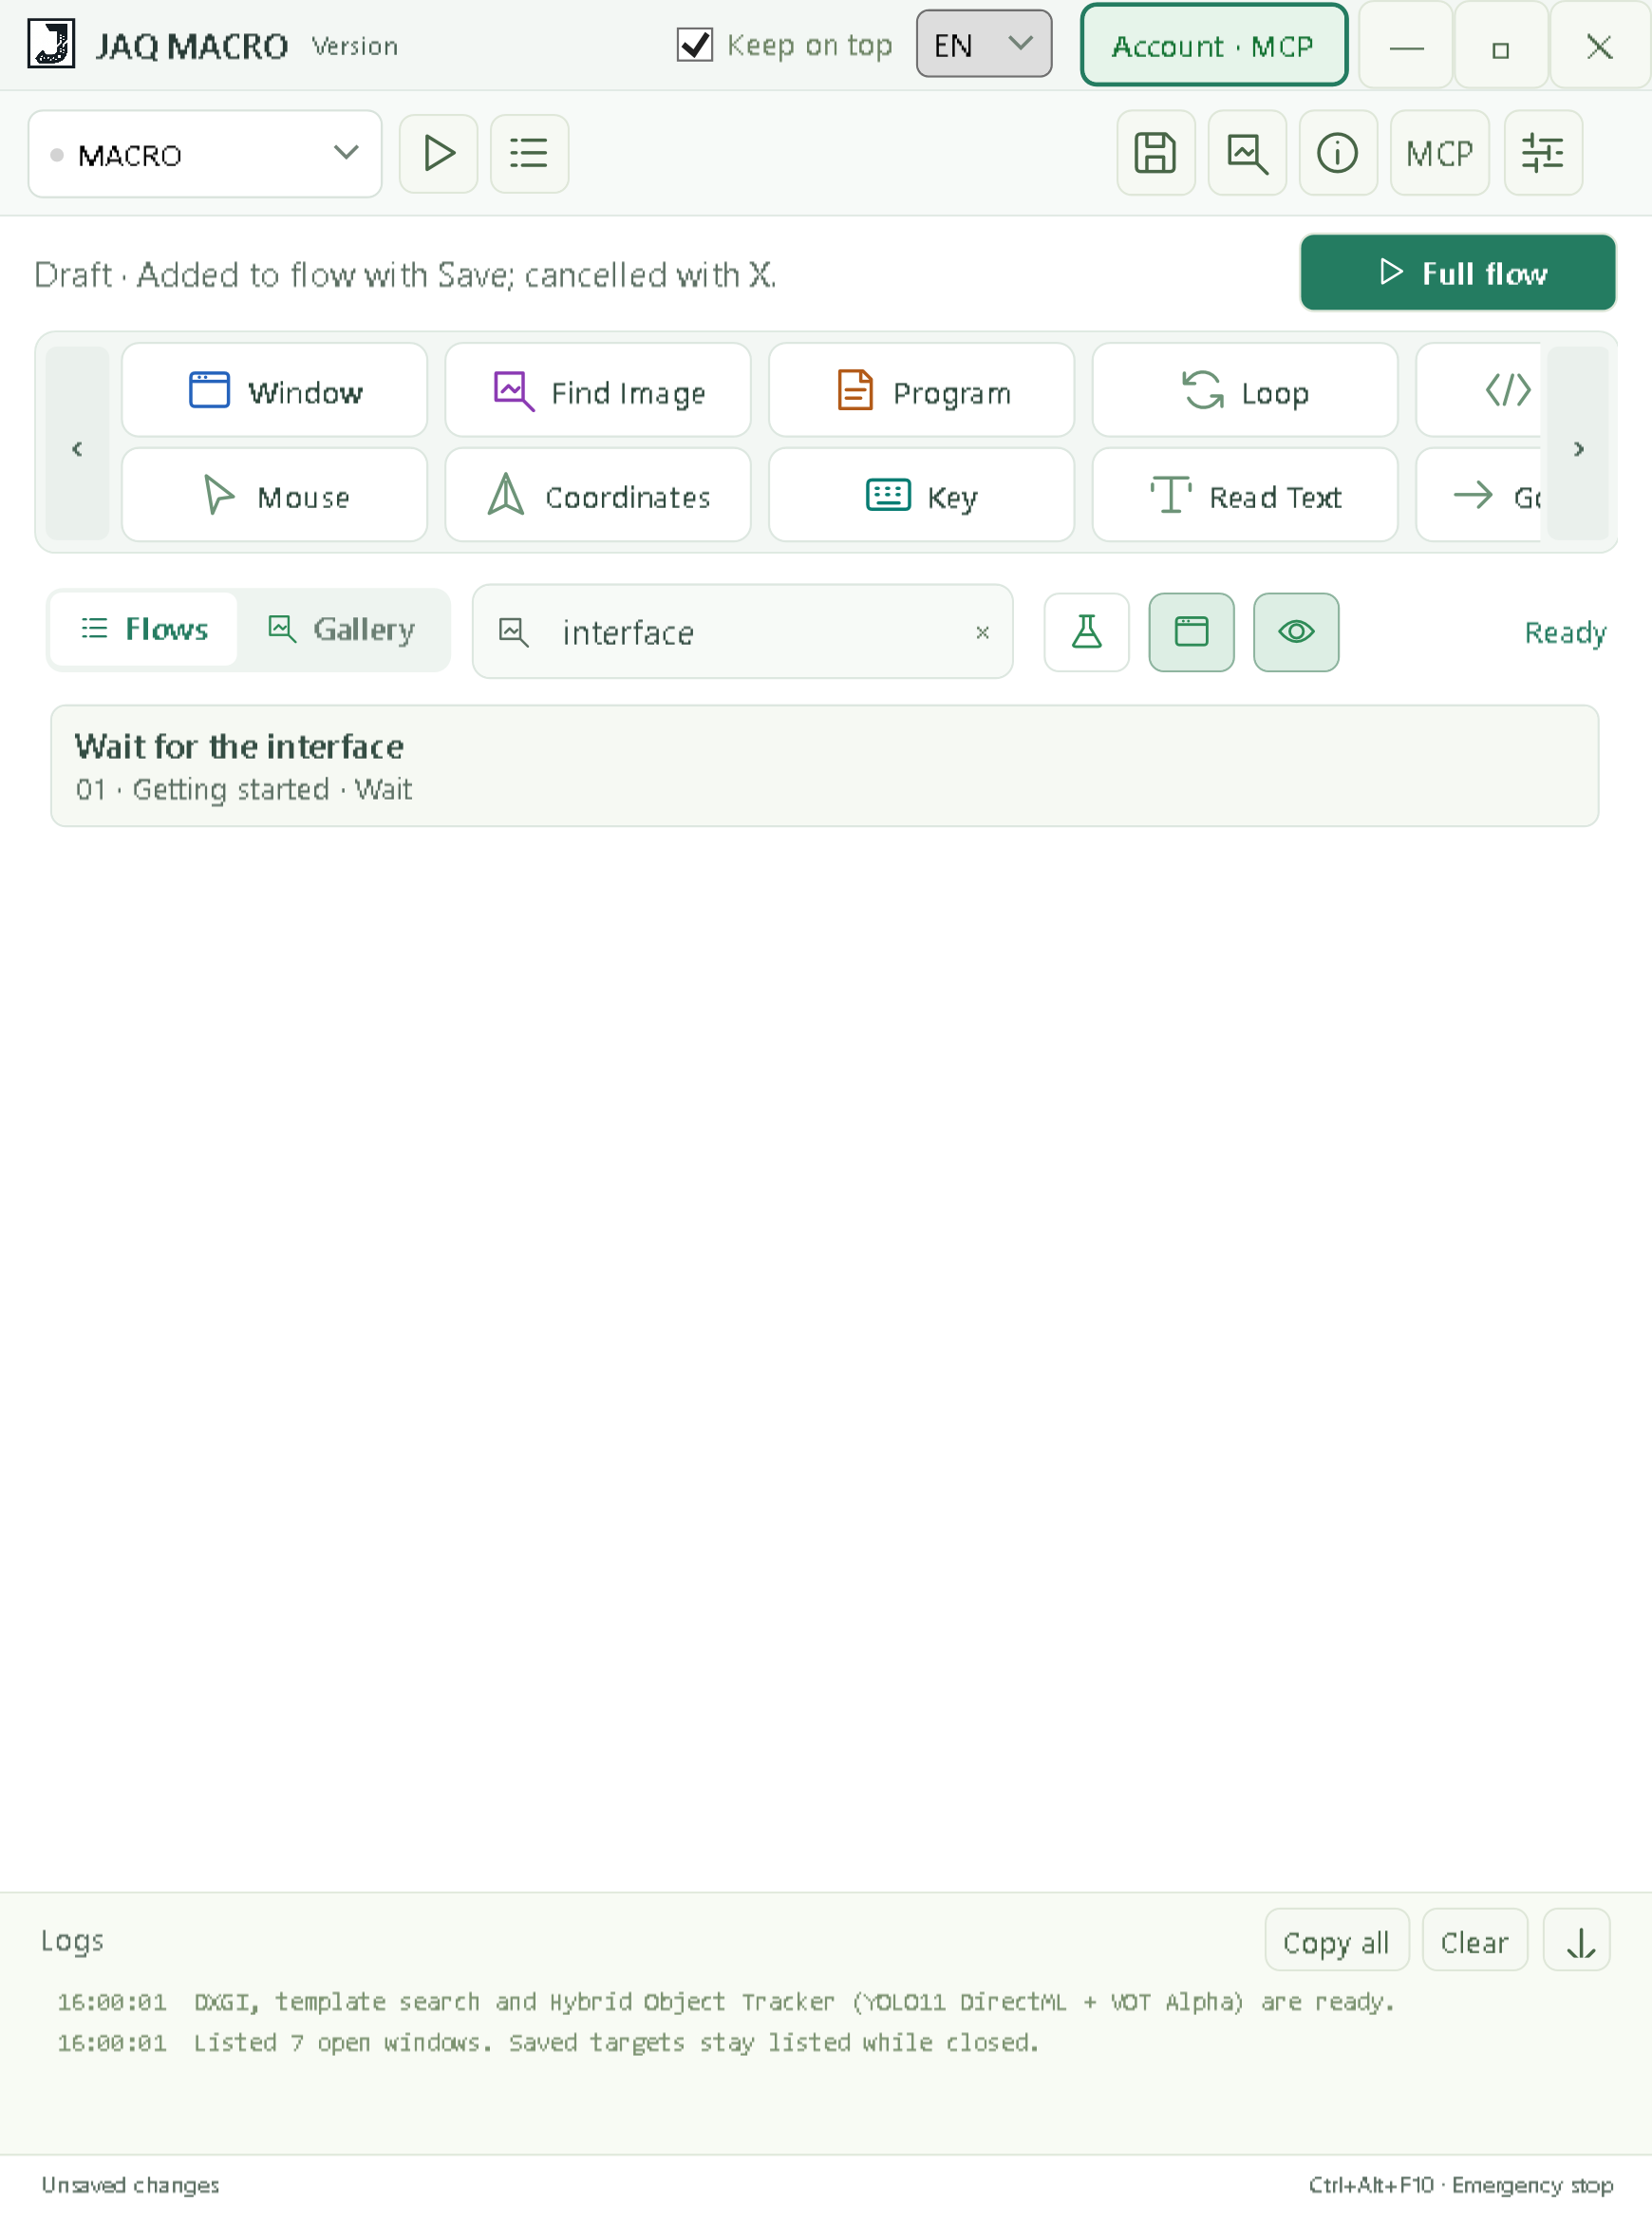 JAQ MACRO Version Keep on top EN Account · MCP
MACRO MCP
Draft · Added to flow with Save; cancelled with X. Full flow
Window Find Image Program Loop
Mouse Coordinates Key Read Text
Flows Gallery interface Ready
Wait for the interface
01 · Getting started · Wait
Logs Copy all Clear
16:00:01 DXGI, template search and Hybrid Object Tracker (YOLO11 DirectML + VOT Alpha) are ready.
16:00:01 Listed 7 open windows. Saved targets stay listed while closed.
Unsaved changes Ctrl+Alt+F10 · Emergency stop